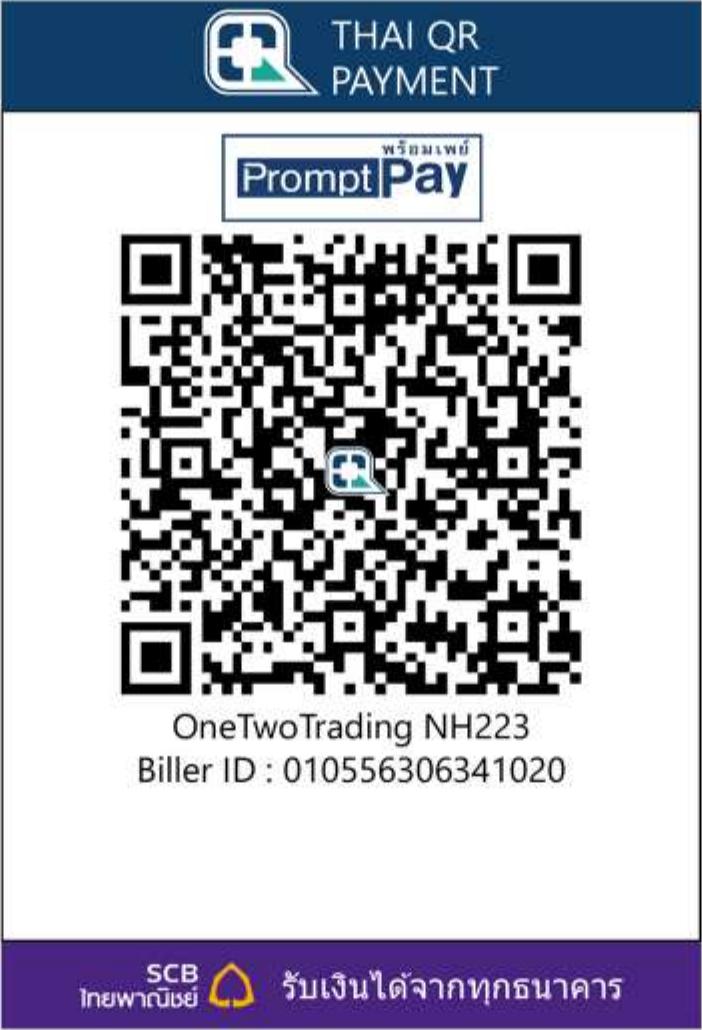 THAI QR
PAYMENT
พร้อมเพย์
Prompt Pay
OneTwoTrading NH223
Biller ID : 010556306341020
SCB
ไทยพาณิชย์
รับเงินได้จากทุกธนาคาร